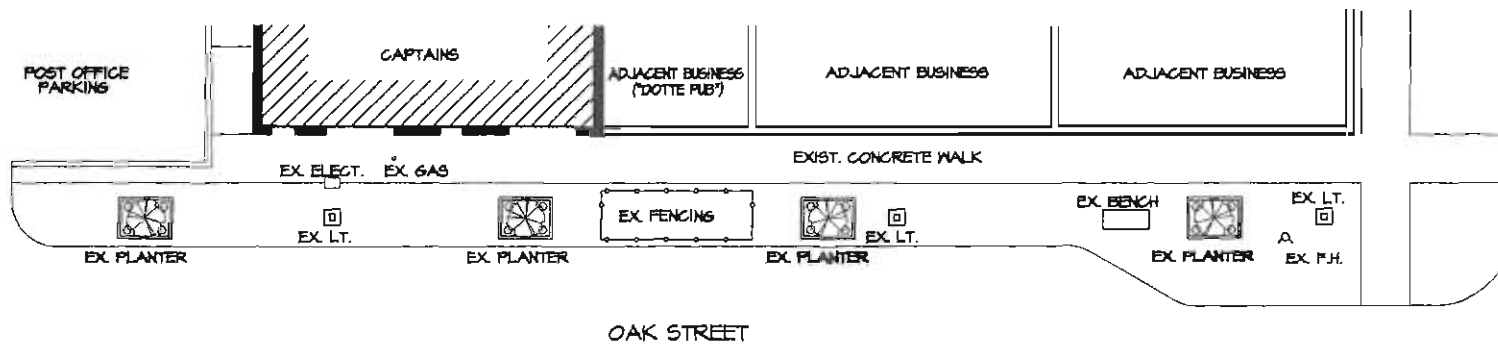 POST OFFICE
PARKING
CAPTAINS
ADJACENT BUSINESS
("DOTTE PUB")
ADJACENT BUSINESS
ADJACENT BUSINESS
EXIST. CONCRETE WALK
EX. ELECT.
EX. GAS
EX. FENCING
EX. BENCH
EX. LT.
EX. LT.
EX. LT.
EX. PLANTER
EX. PLANTER
EX. PLANTER
EX. PLANTER
EX. F.H.
OAK STREET